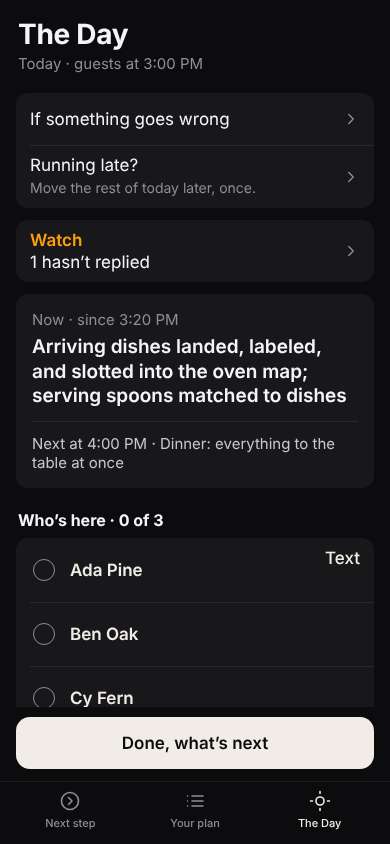 The Day
Today · guests at 3:00 PM
If something goes wrong
Running late?
Move the rest of today later, once.
Watch
1 hasn’t replied
Now · since 3:20 PM
Arriving dishes landed, labeled,
and slotted into the oven map;
serving spoons matched to dishes
Next at 4:00 PM · Dinner: everything to the
table at once
Who’s here · 0 of 3
Text
Ada Pine
Ben Oak
Cy Fern
Done, what’s next
Next step
Your plan
The Day